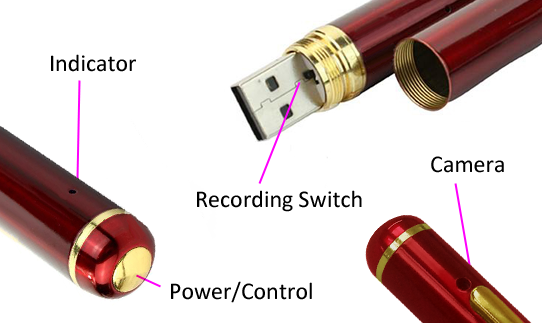 Indicator
Camera
Recording Switch
Power/Control